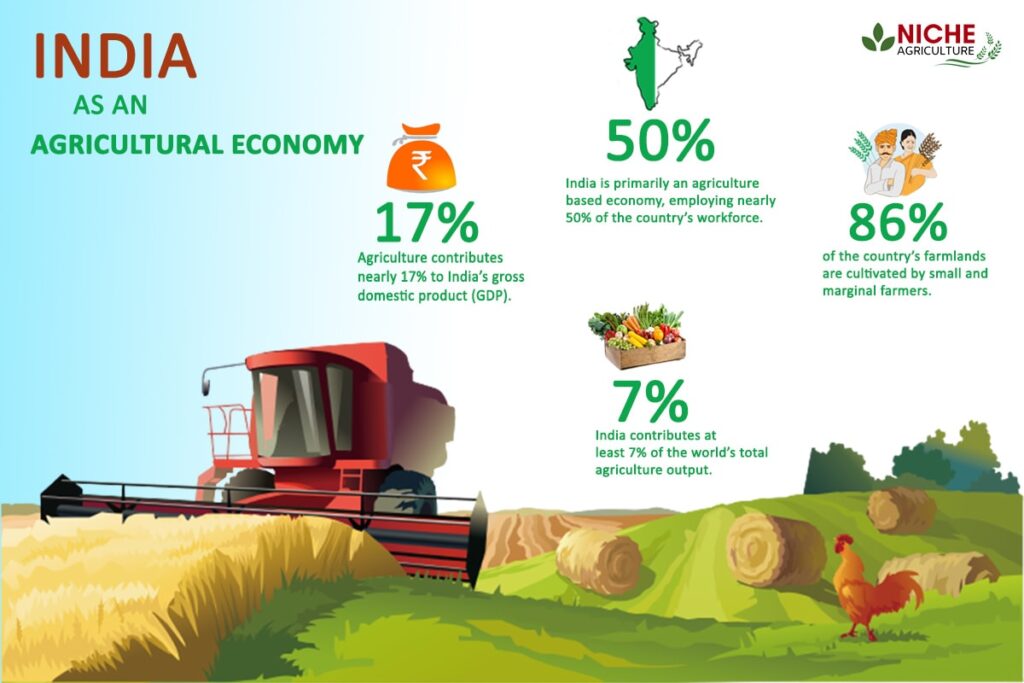 INDIA
AS AN
AGRICULTURAL ECONOMY
NICHE
AGRICULTURE
₹
17%
Agriculture contributes
nearly 17% to India's gross
domestic product (GDP).
50%
India is primarily an agriculture
based economy, employing nearly
50% of the country's workforce.
86%
of the country's farmlands
are cultivated by small and
marginal farmers.
7%
India contributes at
least 7% of the world's total
agriculture output.